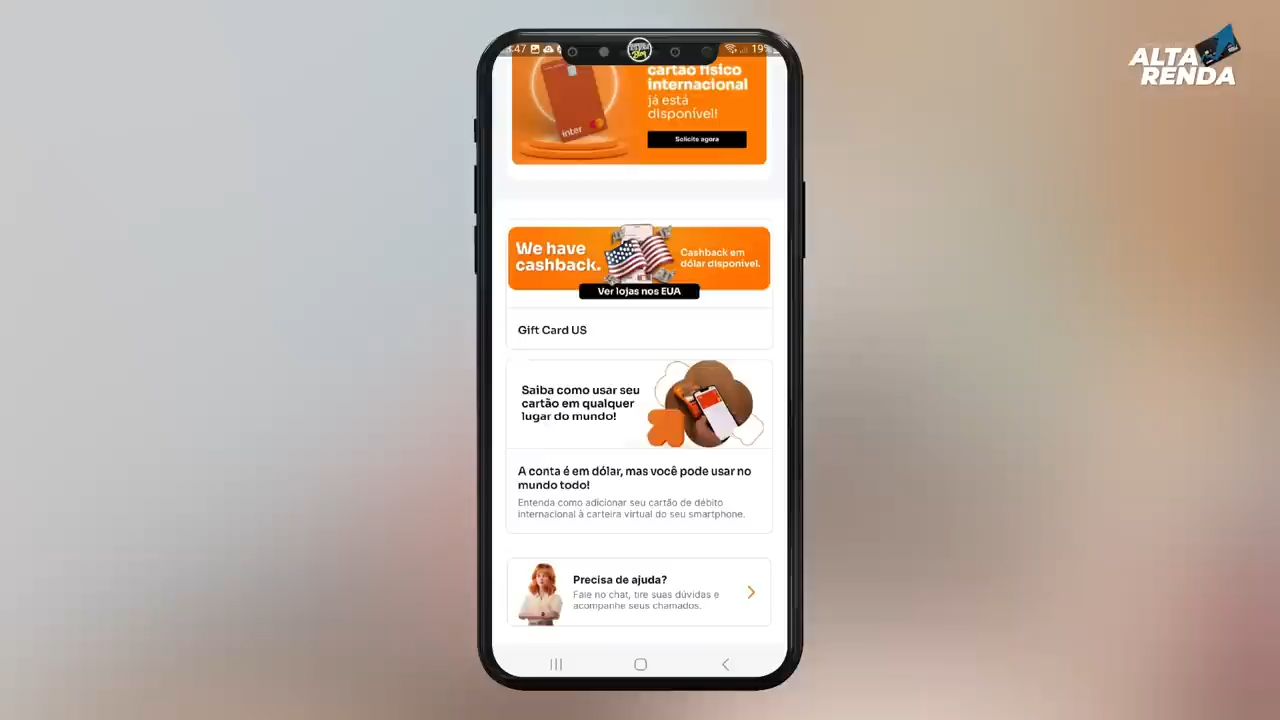 ALTA
RENDA
:47
19%
cartão físico
internacional
já está
disponível!
Solicite agora
inter
We have
cashback.
Cashback em
dólar disponível.
Ver lojas nos EUA
Gift Card US
Saiba como usar seu
cartão em qualquer
lugar do mundo!
A conta é em dólar, mas você pode usar no
mundo todo!
Entenda como adicionar seu cartão de débito
internacional à carteira virtual do seu smartphone.
Precisa de ajuda?
Fale no chat, tire suas dúvidas e
acompanhe seus chamados.